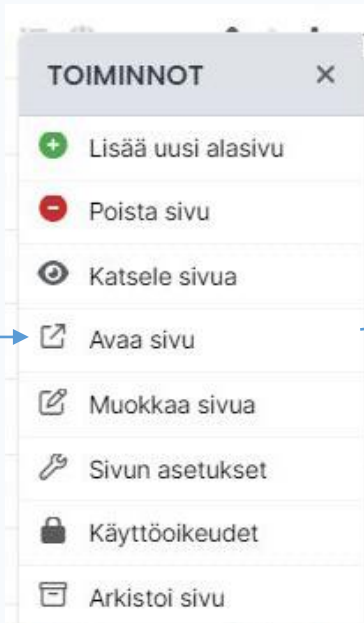 TOIMINNOT
Lisää uusi alasivu
Poista sivu
Katsele sivua
Avaa sivu
Muokkaa sivua
Sivun asetukset
Käyttöoikeudet
Arkistoi sivu